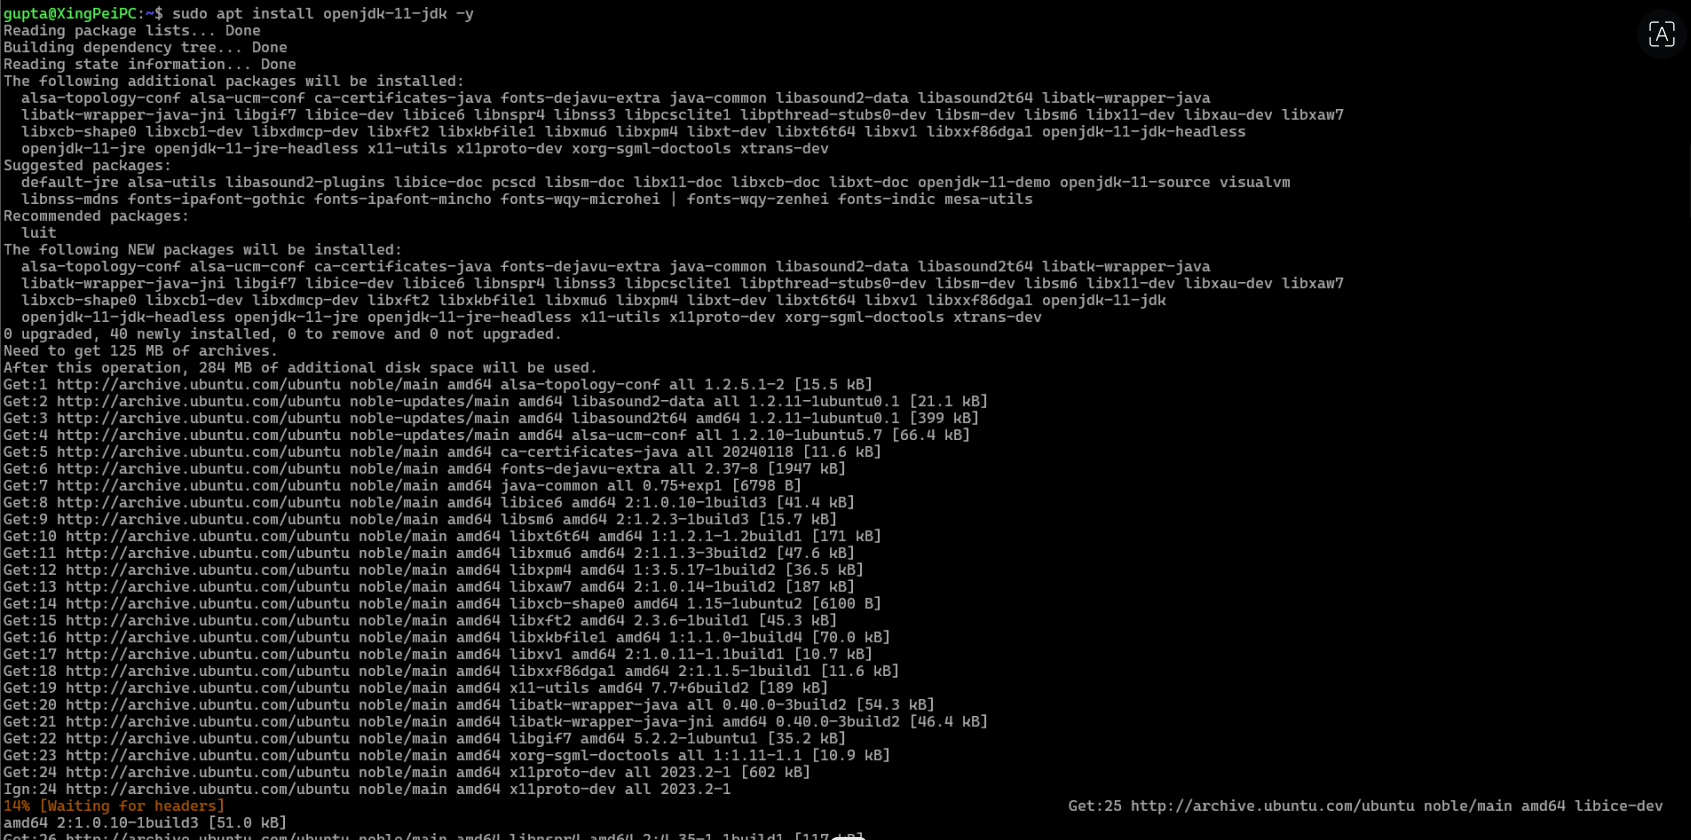 gupta@XingPeiPC:~$ sudo apt install openjdk-11-jdk -y
Reading package lists... Done
Building dependency tree... Done
Reading state information... Done
The following additional packages will be installed:
  alsa-topology-conf alsa-ucm-conf ca-certificates-java fonts-dejavu-extra java-common libasound2-data libasound2t64 libatk-wrapper-java
  libatk-wrapper-java-jni libgif7 libice-dev libice6 libnspr4 libnss3 libpcsclite1 libpthread-stubs0-dev libsm-dev libsm6 libx11-dev libxau-dev libxaw7
  libxcb-shape0 libxcb1-dev libxdmcp-dev libxft2 libxkbfile1 libxmu6 libxpm4 libxt-dev libxt6t64 libxv1 libxxf86dga1 openjdk-11-jdk-headless
  openjdk-11-jre openjdk-11-jre-headless x11-utils x11proto-dev xorg-sgml-doctools xtrans-dev
Suggested packages:
  default-jre alsa-utils libasound2-plugins libice-doc pcscd libsm-doc libx11-doc libxcb-doc libxt-doc openjdk-11-demo openjdk-11-source visualvm
  libnss-mdns fonts-ipafont-gothic fonts-ipafont-mincho fonts-wqy-microhei | fonts-wqy-zenhei fonts-indic mesa-utils
Recommended packages:
  luit
The following NEW packages will be installed:
  alsa-topology-conf alsa-ucm-conf ca-certificates-java fonts-dejavu-extra java-common libasound2-data libasound2t64 libatk-wrapper-java
  libatk-wrapper-java-jni libgif7 libice-dev libice6 libnspr4 libnss3 libpcsclite1 libpthread-stubs0-dev libsm-dev libsm6 libx11-dev libxau-dev libxaw7
  libxcb-shape0 libxcb1-dev libxdmcp-dev libxft2 libxkbfile1 libxmu6 libxpm4 libxt-dev libxt6t64 libxv1 libxxf86dga1 openjdk-11-jdk
  openjdk-11-jdk-headless openjdk-11-jre openjdk-11-jre-headless x11-utils x11proto-dev xorg-sgml-doctools xtrans-dev
0 upgraded, 40 newly installed, 0 to remove and 0 not upgraded.
Need to get 125 MB of archives.
After this operation, 284 MB of additional disk space will be used.
Get:1 http://archive.ubuntu.com/ubuntu noble/main amd64 alsa-topology-conf all 1.2.5.1-2 [15.5 kB]
Get:2 http://archive.ubuntu.com/ubuntu noble-updates/main amd64 libasound2-data all 1.2.11-1ubuntu0.1 [21.1 kB]
Get:3 http://archive.ubuntu.com/ubuntu noble-updates/main amd64 libasound2t64 amd64 1.2.11-1ubuntu0.1 [399 kB]
Get:4 http://archive.ubuntu.com/ubuntu noble-updates/main amd64 alsa-ucm-conf all 1.2.10-1ubuntu5.7 [66.4 kB]
Get:5 http://archive.ubuntu.com/ubuntu noble/main amd64 ca-certificates-java all 20240118 [11.6 kB]
Get:6 http://archive.ubuntu.com/ubuntu noble/main amd64 fonts-dejavu-extra all 2.37-8 [1947 kB]
Get:7 http://archive.ubuntu.com/ubuntu noble/main amd64 java-common all 0.75+exp1 [6798 B]
Get:8 http://archive.ubuntu.com/ubuntu noble/main amd64 libice6 amd64 2:1.0.10-1build3 [41.4 kB]
Get:9 http://archive.ubuntu.com/ubuntu noble/main amd64 libsm6 amd64 2:1.2.3-1build3 [15.7 kB]
Get:10 http://archive.ubuntu.com/ubuntu noble/main amd64 libxt6t64 amd64 1:1.2.1-1.2build1 [171 kB]
Get:11 http://archive.ubuntu.com/ubuntu noble/main amd64 libxmu6 amd64 2:1.1.3-3build2 [47.6 kB]
Get:12 http://archive.ubuntu.com/ubuntu noble/main amd64 libxpm4 amd64 1:3.5.17-1build2 [36.5 kB]
Get:13 http://archive.ubuntu.com/ubuntu noble/main amd64 libxaw7 amd64 2:1.0.14-1build2 [187 kB]
Get:14 http://archive.ubuntu.com/ubuntu noble/main amd64 libxcb-shape0 amd64 1.15-1ubuntu2 [6100 B]
Get:15 http://archive.ubuntu.com/ubuntu noble/main amd64 libxft2 amd64 2.3.6-1build1 [45.3 kB]
Get:16 http://archive.ubuntu.com/ubuntu noble/main amd64 libxkbfile1 amd64 1:1.1.0-1build4 [70.0 kB]
Get:17 http://archive.ubuntu.com/ubuntu noble/main amd64 libxv1 amd64 2:1.0.11-1.1build1 [10.7 kB]
Get:18 http://archive.ubuntu.com/ubuntu noble/main amd64 libxxf86dga1 amd64 2:1.1.5-1build1 [11.6 kB]
Get:19 http://archive.ubuntu.com/ubuntu noble/main amd64 x11-utils amd64 7.7+6build2 [189 kB]
Get:20 http://archive.ubuntu.com/ubuntu noble/main amd64 libatk-wrapper-java all 0.40.0-3build2 [54.3 kB]
Get:21 http://archive.ubuntu.com/ubuntu noble/main amd64 libatk-wrapper-java-jni amd64 0.40.0-3build2 [46.4 kB]
Get:22 http://archive.ubuntu.com/ubuntu noble/main amd64 libgif7 amd64 5.2.2-1ubuntu1 [35.2 kB]
Get:23 http://archive.ubuntu.com/ubuntu noble/main amd64 xorg-sgml-doctools all 1:1.11-1.1 [10.9 kB]
Get:24 http://archive.ubuntu.com/ubuntu noble/main amd64 x11proto-dev all 2023.2-1 [602 kB]
Ign:24 http://archive.ubuntu.com/ubuntu noble/main amd64 x11proto-dev all 2023.2-1
14% [Waiting for headers] Get:25 http://archive.ubuntu.com/ubuntu noble/main amd64 libice-dev
amd64 2:1.0.10-1build3 [51.0 kB]
Get:26 http://archive.ubuntu.com/ubuntu noble/main amd64 libnspr4 amd64